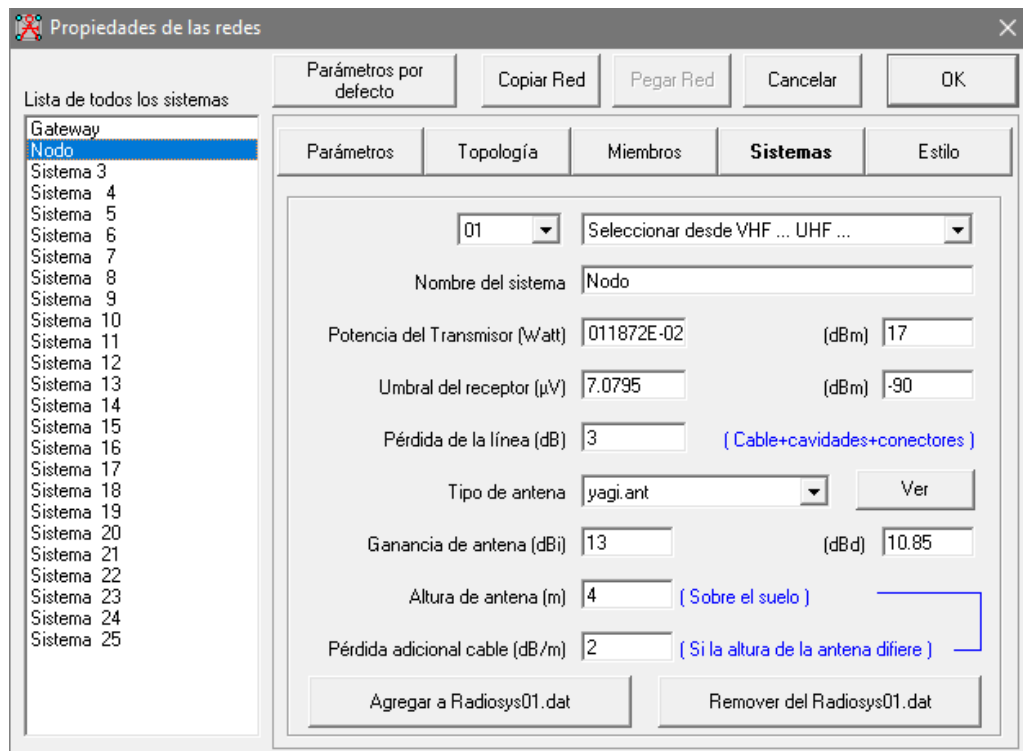 Propiedades de las redes
Lista de todos los sistemas
Gateway
Nodo
Sistema 3
Sistema  4
Sistema  5
Sistema  6
Sistema  7
Sistema  8
Sistema  9
Sistema 10
Sistema 11
Sistema 12
Sistema 13
Sistema 14
Sistema 15
Sistema 16
Sistema 17
Sistema 18
Sistema 19
Sistema 20
Sistema 21
Sistema 22
Sistema 23
Sistema 24
Sistema 25
Parámetros por
defecto
Copiar Red
Pegar Red
Cancelar
OK
Parámetros Topología Miembros Sistemas Estilo
01 Seleccionar desde VHF ... UHF ...
Nombre del sistema Nodo
Potencia del Transmisor (Watt) 011872E-02 (dBm) 17
Umbral del receptor (µV) 7.0795 (dBm) -90
Pérdida de la línea (dB) 3 ( Cable+cavidades+conectores )
Tipo de antena yagi.ant Ver
Ganancia de antena (dBi) 13 (dBd) 10.85
Altura de antena (m) 4 ( Sobre el suelo )
Pérdida adicional cable (dB/m) 2 ( Si la altura de la antena difiere )
Agregar a Radiosys01.dat Remover del Radiosys01.dat